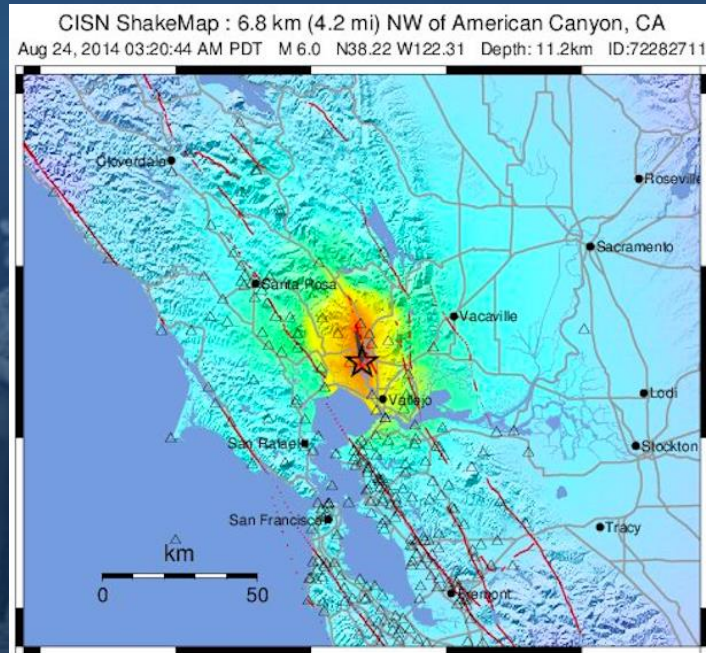 CISN ShakeMap : 6.8 km (4.2 mi) NW of American Canyon, CA
Aug 24, 2014 03:20:44 AM PDT M 6.0 N38.22 W122.31 Depth: 11.2km ID:72282711
Cloverdale
Roseville
Sacramento
Santa Rosa
Vacaville
Vallejo
Lodi
San Rafael
Stockton
San Francisco
Tracy
km
0 50
Fremont